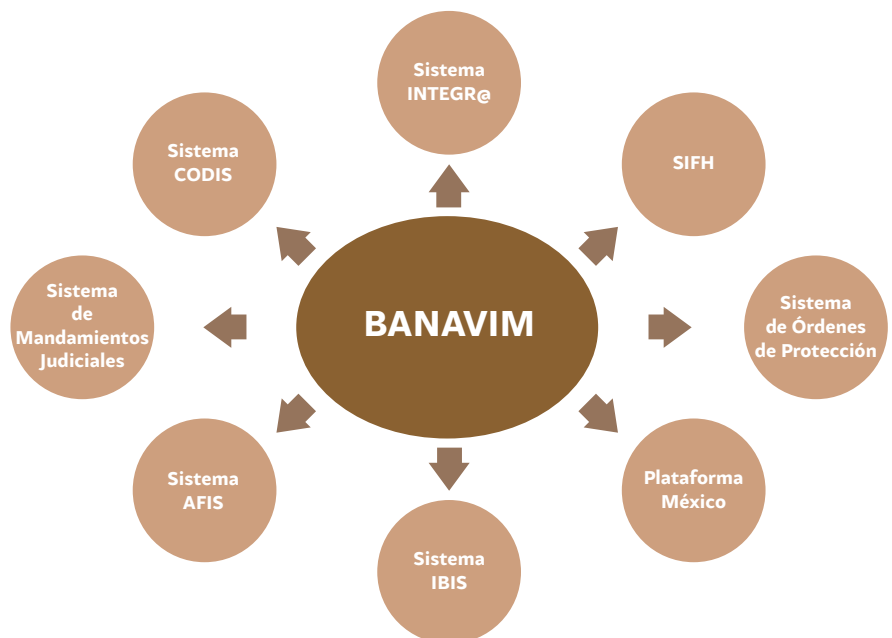 Sistema
INTEGR@
Sistema
CODIS
SIFH
Sistema
de
Mandamientos
Judiciales
BANAVIM
Sistema
de Órdenes
de Protección
Sistema
AFIS
Plataforma
México
Sistema
IBIS